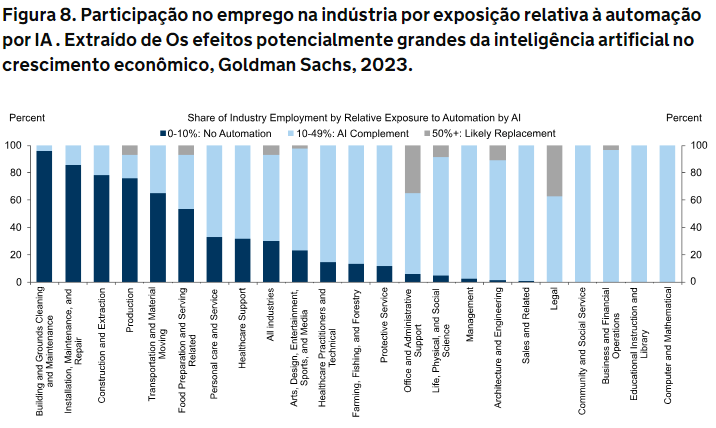 Figura 8. Participação no emprego na indústria por exposição relativa à automação
por IA . Extraído de Os efeitos potencialmente grandes da inteligência artificial no
crescimento econômico, Goldman Sachs, 2023.
Percent
Share of Industry Employment by Relative Exposure to Automation by AI
Percent
0-10%: No Automation
10-49%: AI Complement
50%+: Likely Replacement
100
80
60
40
20
0
100
80
60
40
20
0
Building and Grounds Cleaning
and Maintenance
Installation, Maintenance, and
Repair
Construction and Extraction
Production
Transportation and Material
Moving
Food Preparation and Serving
Related
Personal care and Service
Healthcare Support
All industries
Arts, Design, Entertainment,
Sports, and Media
Healthcare Practitioners and
Technical
Farming, Fishing, and Forestry
Protective Service
Office and Administrative
Support
Life, Physical, and Social
Science
Management
Architecture and Engineering
Sales and Related
Legal
Community and Social Service
Business and Financial
Operations
Educational Instruction and
Library
Computer and Mathematical